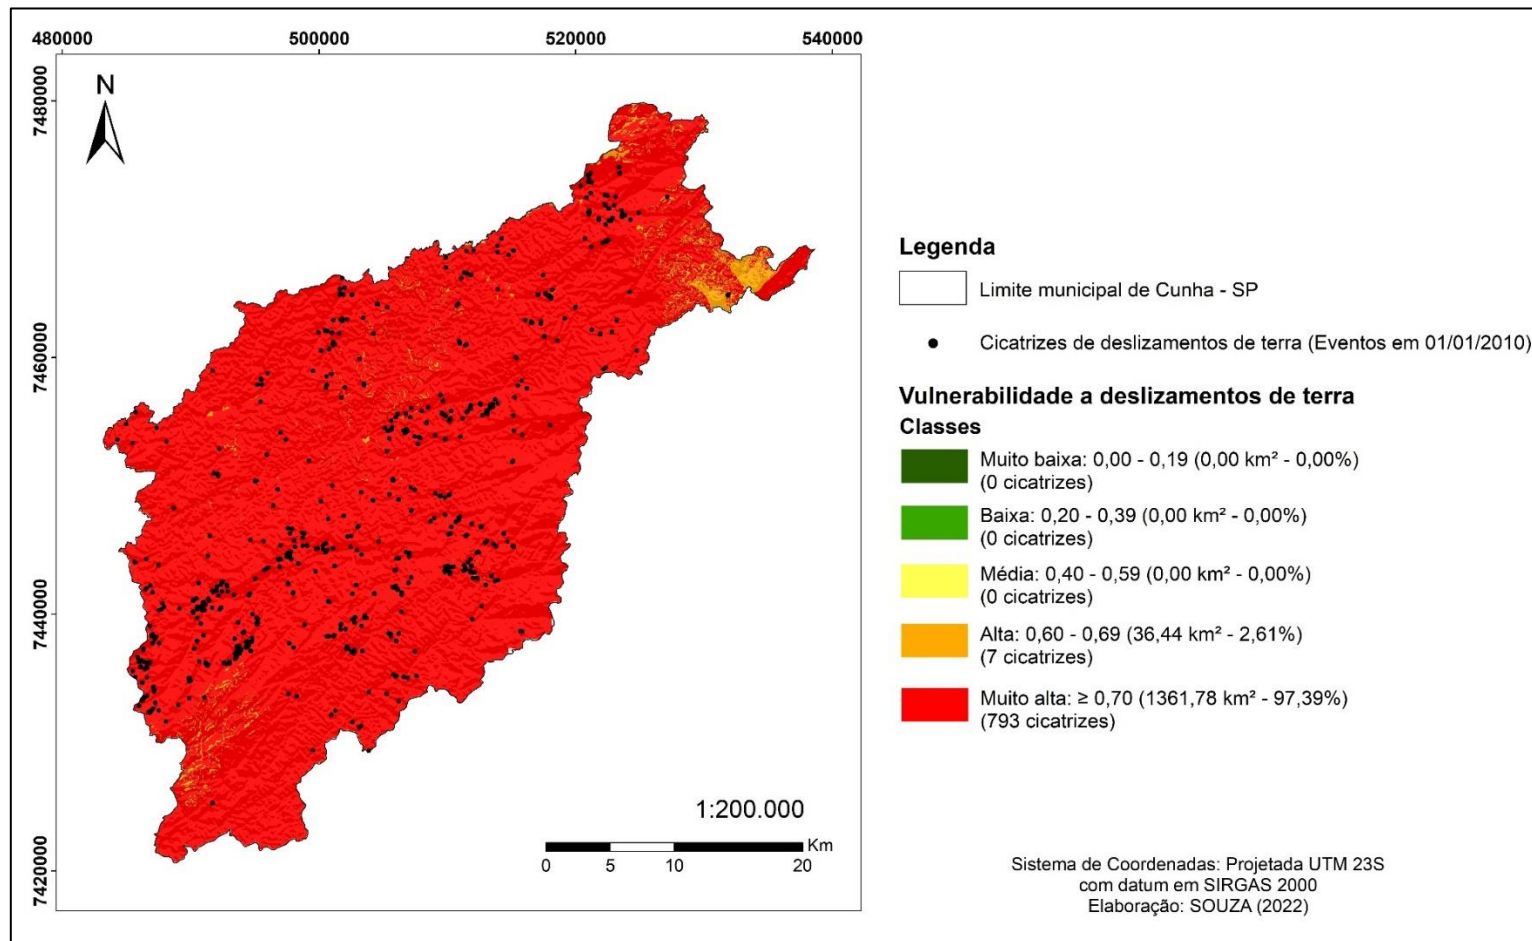 480000
500000
520000
540000
7480000
7460000
7440000
7420000
N
1:200.000
0 5 10 20 Km
Legenda
Limite municipal de Cunha - SP
Cicatrizes de deslizamentos de terra (Eventos em 01/01/2010)
Vulnerabilidade a deslizamentos de terra
Classes
Muito baixa: 0,00 - 0,19 (0,00 km² - 0,00%)
(0 cicatrizes)
Baixa: 0,20 - 0,39 (0,00 km² - 0,00%)
(0 cicatrizes)
Média: 0,40 - 0,59 (0,00 km² - 0,00%)
(0 cicatrizes)
Alta: 0,60 - 0,69 (36,44 km² - 2,61%)
(7 cicatrizes)
Muito alta: ≥ 0,70 (1361,78 km² - 97,39%)
(793 cicatrizes)
Sistema de Coordenadas: Projetada UTM 23S
com datum em SIRGAS 2000
Elaboração: SOUZA (2022)